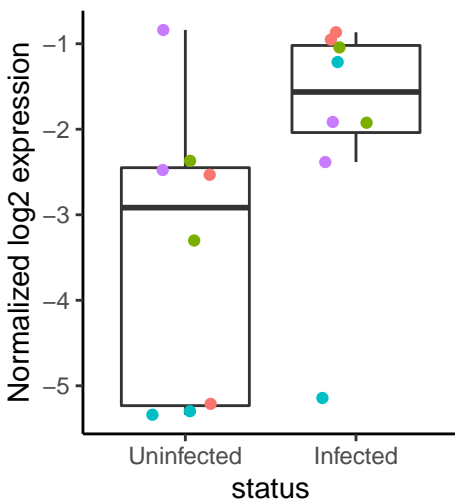 Normalized log2 expression
−1
−2
−3
−4
−5
Uninfected
Infected
status